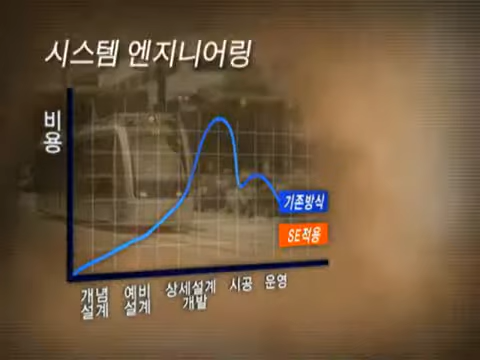 시스템 엔지니어링
비
용
기존방식
SE적용
개념 예비 상세설계 시공 운영
설계 설계 개발